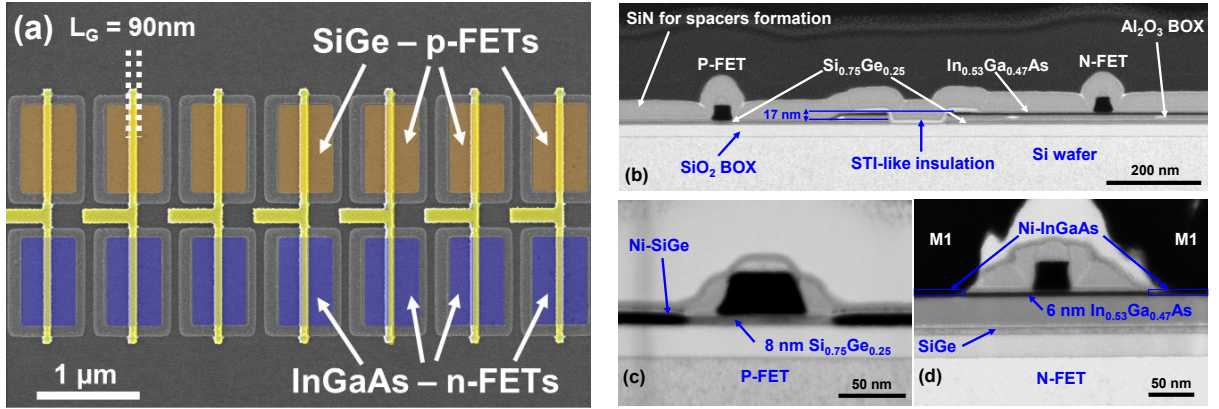 (a)
L_G = 90nm
SiGe – p-FETs
InGaAs – n-FETs
1 µm
SiN for spacers formation
Al₂O₃ BOX
P-FET
Si₀.₇₅Ge₀.₂₅
In₀.₅₃Ga₀.₄₇As
N-FET
17 nm
SiO₂ BOX
STI-like insulation
Si wafer
(b)
200 nm
Ni-SiGe
8 nm Si₀.₇₅Ge₀.₂₅
(c)
P-FET
50 nm
M1
Ni-InGaAs
M1
6 nm In₀.₅₃Ga₀.₄₇As
SiGe
(d)
N-FET
50 nm